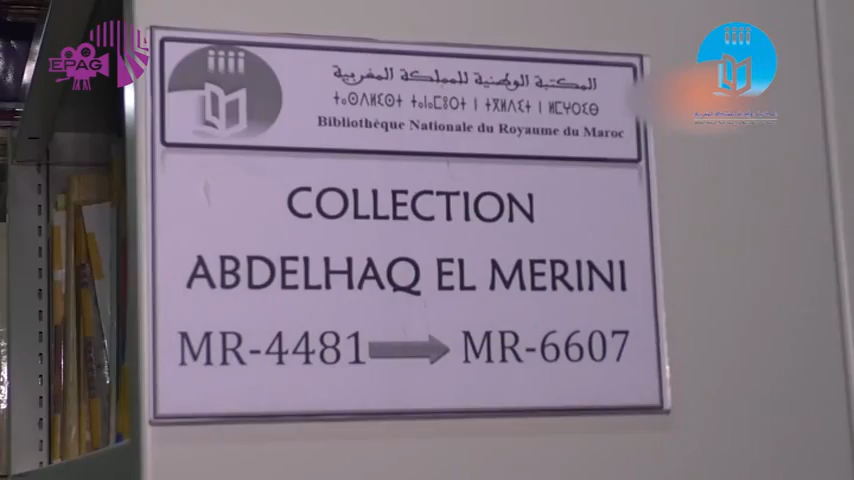 EPAG
المكتبة الوطنية للمملكة المغربية
ⵜⴰⵙⴷⵍⵉⵙⵜ ⵜⴰⵏⴰⵎⵓⵔⵜ ⵏ ⵜⴳⵍⴷⵉⵜ ⵏ ⵍⵎⵖⵔⵉⴱ
Bibliothèque Nationale du Royaume du Maroc
COLLECTION
ABDELHAQ EL MERINI
MR-4481 MR-6607